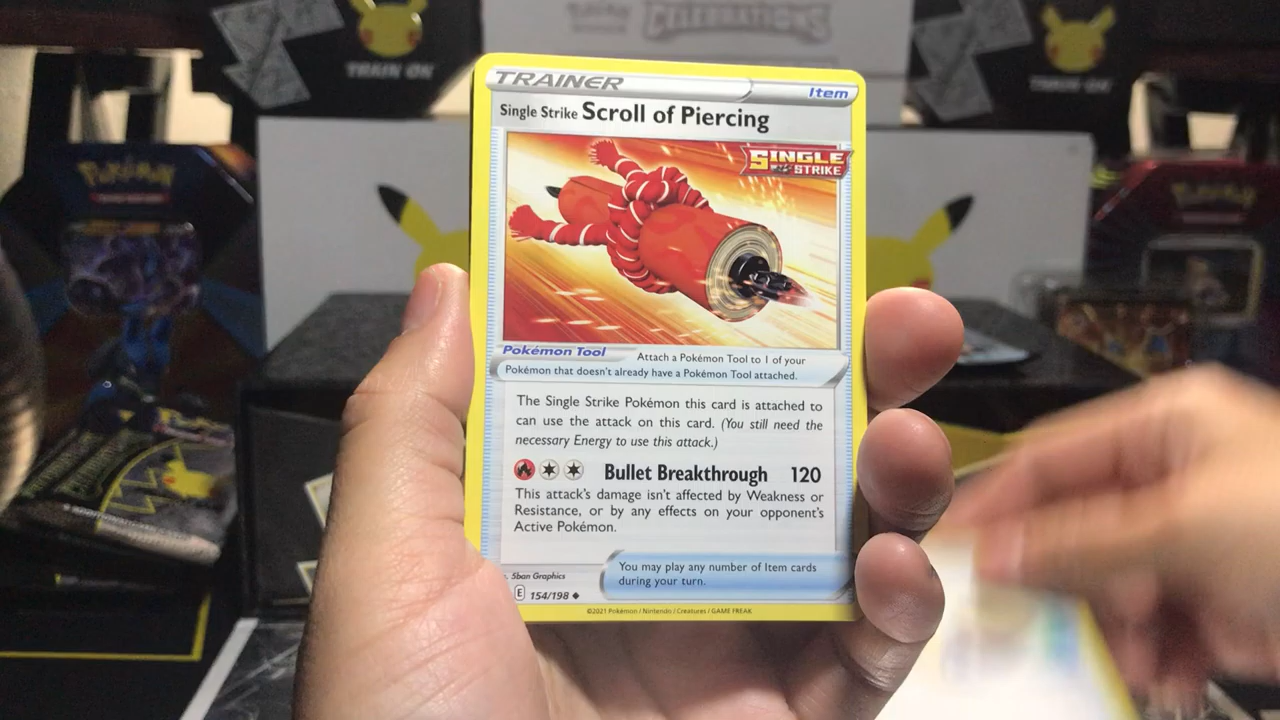 CELEBRATIONS
TRAIN ON
TRAIN ON
Pokémon
TRAINER
Item
Single Strike Scroll of Piercing
SINGLE
STRIKE
Pokémon Tool
Attach a Pokémon Tool to 1 of your
Pokémon that doesn't already have a Pokémon Tool attached.
The Single Strike Pokémon this card is attached to
can use the attack on this card. (You still need the
necessary Energy to use this attack.)
Bullet Breakthrough 120
This attack's damage isn't affected by Weakness or
Resistance, or by any effects on your opponent's
Active Pokémon.
You may play any number of Item cards
during your turn.
. 5ban Graphics
E 154/198
©2021 Pokémon / Nintendo / Creatures / GAME FREAK